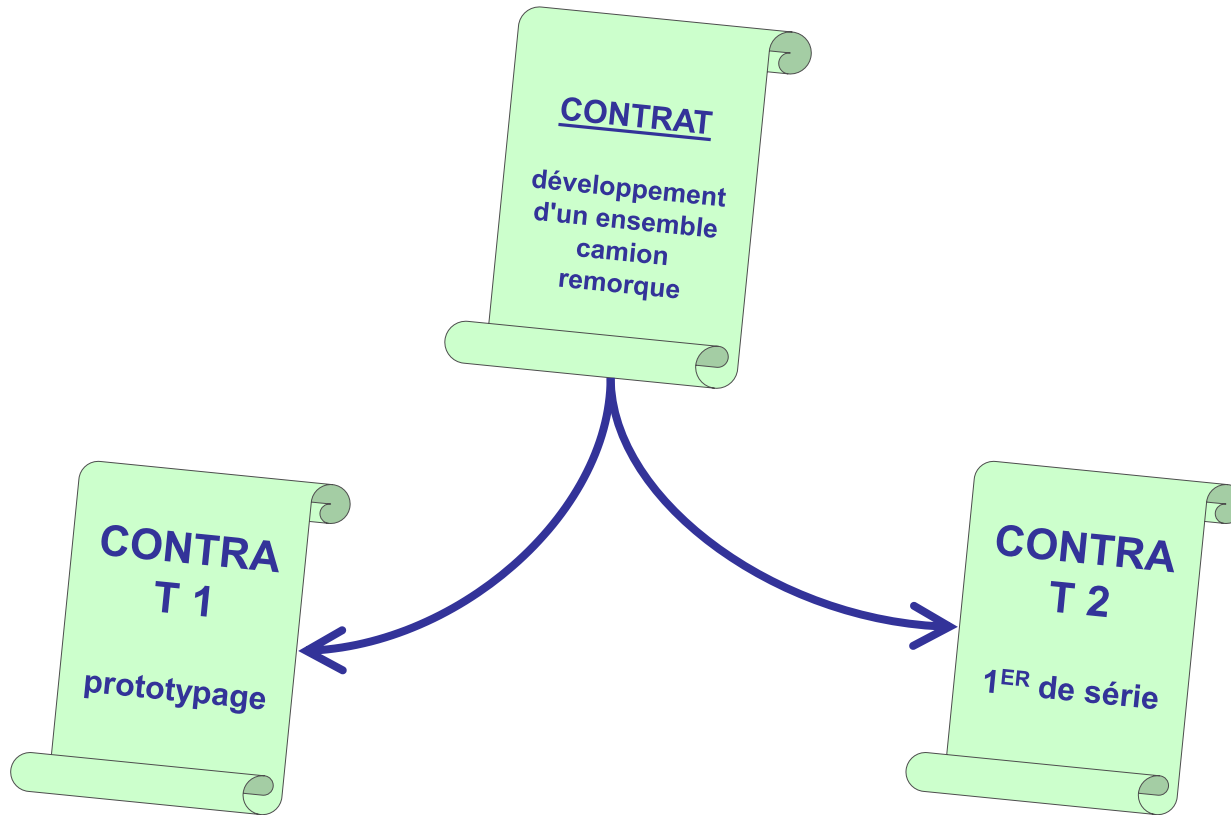 CONTRAT
développement
d'un ensemble
camion
remorque
CONTRA
T 1
prototypage
CONTRA
T 2
1ER de série